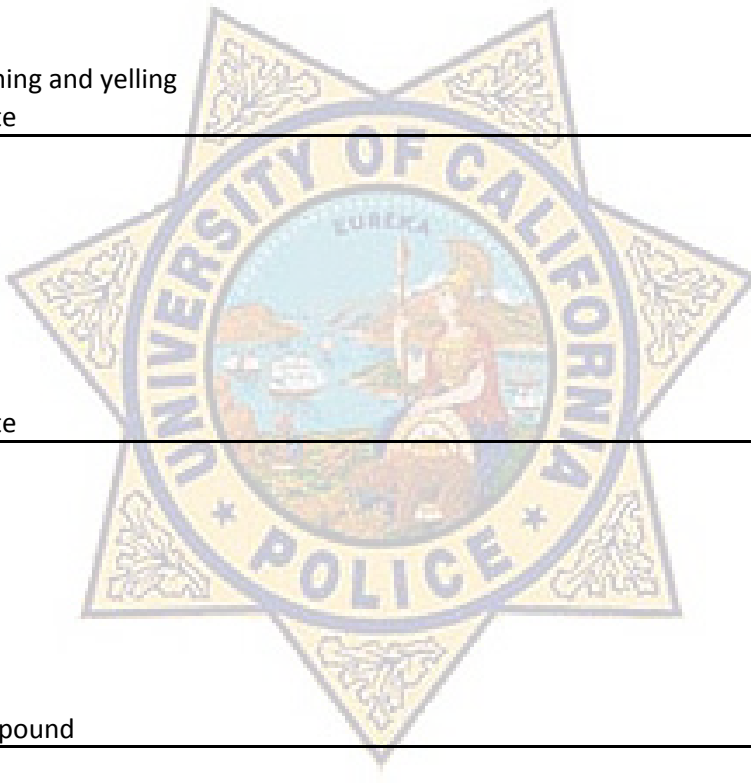 ning and yelling
te
UNIVERSITY OF CALIFORNIA
EUREKA
te
POLICE
pound